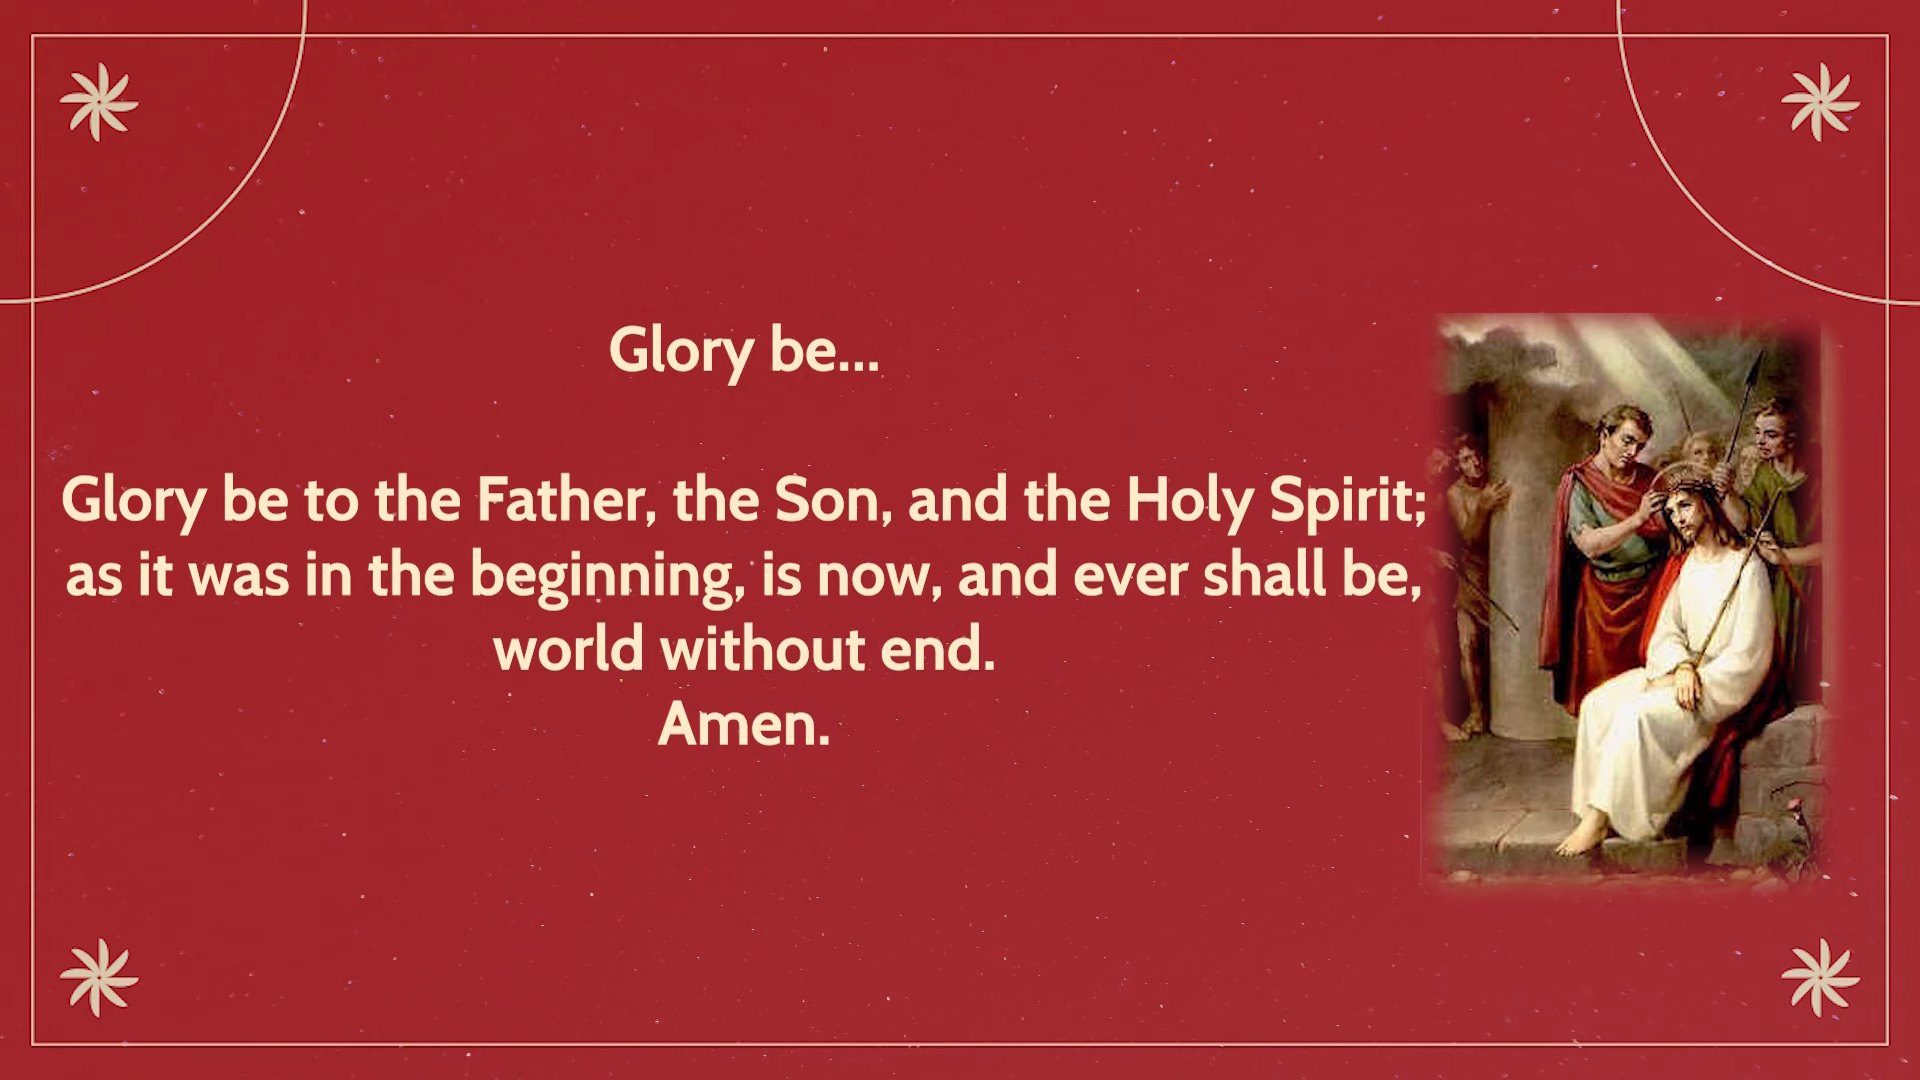 Glory be...
Glory be to the Father, the Son, and the Holy Spirit;
as it was in the beginning, is now, and ever shall be,
world without end.
Amen.